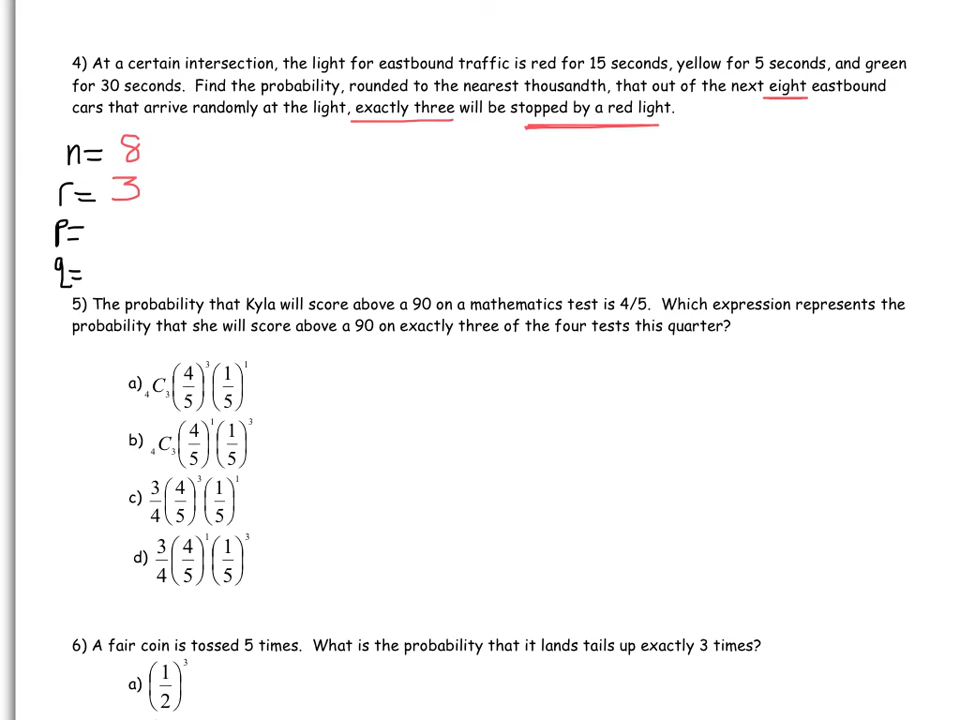 4) At a certain intersection, the light for eastbound traffic is red for 15 seconds, yellow for 5 seconds, and green
for 30 seconds. Find the probability, rounded to the nearest thousandth, that out of the next eight eastbound
cars that arrive randomly at the light, exactly three will be stopped by a red light.
n= 8
r= 3
p=
q=
5) The probability that Kyla will score above a 90 on a mathematics test is 4/5. Which expression represents the
probability that she will score above a 90 on exactly three of the four tests this quarter?
a) ₄C₃(4/5)³(1/5)¹
b) ₄C₃(4/5)¹(1/5)³
c) 3/4(4/5)³(1/5)¹
d) 3/4(4/5)¹(1/5)³
6) A fair coin is tossed 5 times. What is the probability that it lands tails up exactly 3 times?
a) (1/2)³